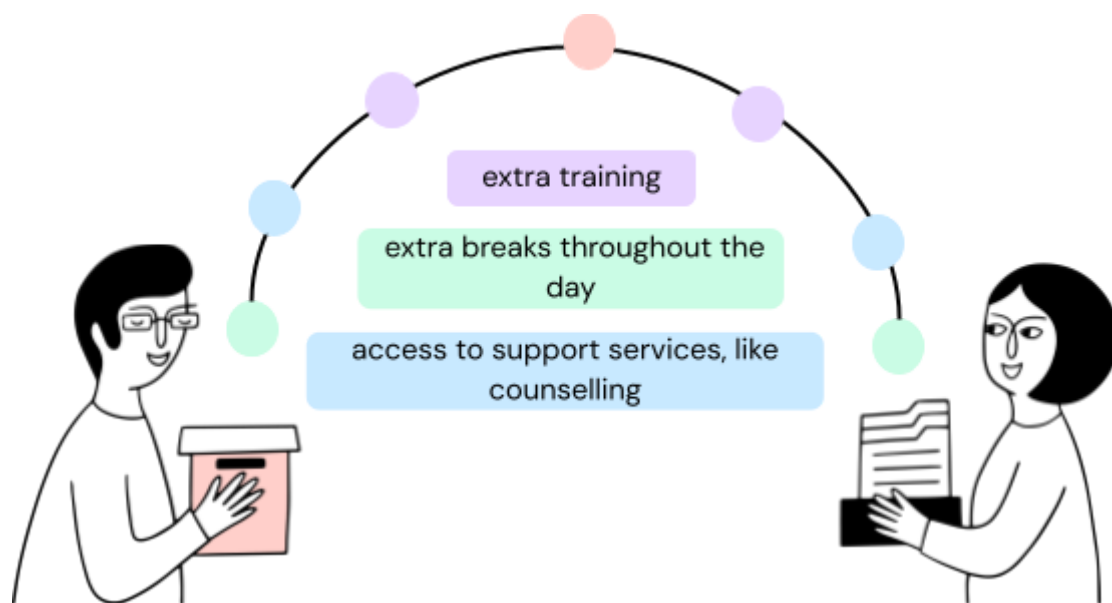 extra training
extra breaks throughout the
day
access to support services, like
counselling